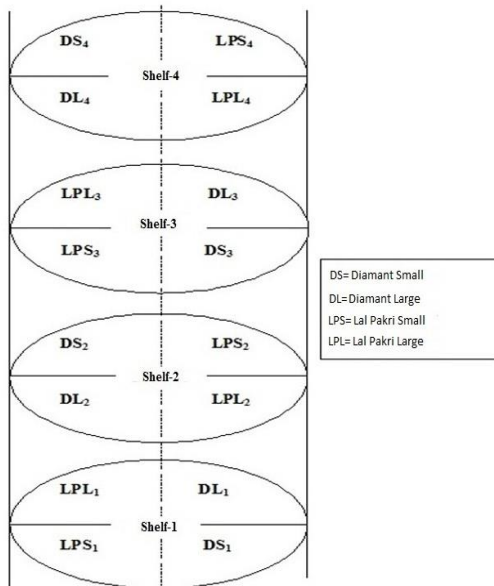 DS₄ LPS₄
Shelf-4
DL₄ LPL₄
LPL₃ DL₃
Shelf-3
LPS₃ DS₃
DS₂ LPS₂
Shelf-2
DL₂ LPL₂
LPL₁ DL₁
Shelf-1
LPS₁ DS₁
DS= Diamant Small
DL=Diamant Large
LPS= Lal Pakri Small
LPL= Lal Pakri Large